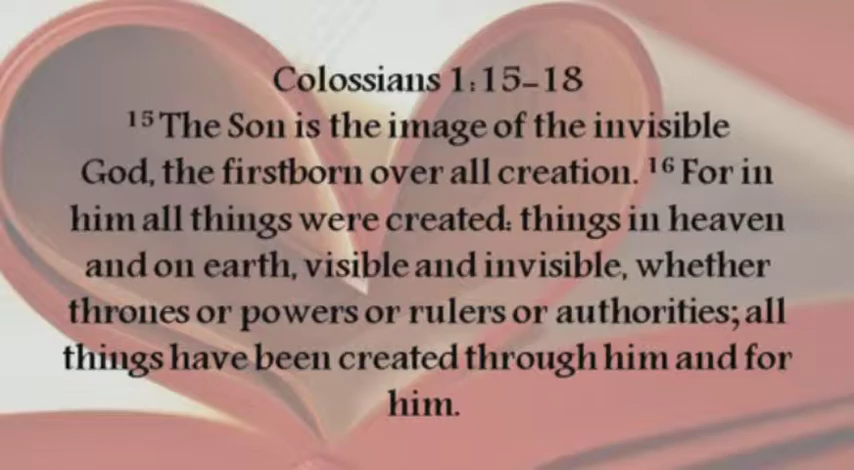 Colossians 1:15-18
¹⁵ The Son is the image of the invisible
God, the firstborn over all creation. ¹⁶ For in
him all things were created: things in heaven
and on earth, visible and invisible, whether
thrones or powers or rulers or authorities; all
things have been created through him and for
him.